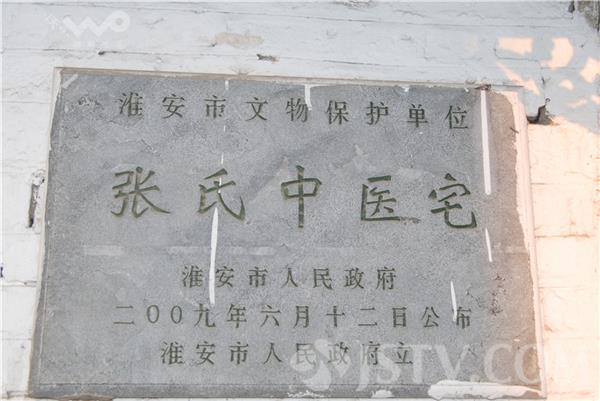 淮安市文物保护单位
张氏中医宅
淮安市人民政府
二〇〇九年六月十二日公布
淮安市人民政府立
JSTV.COM